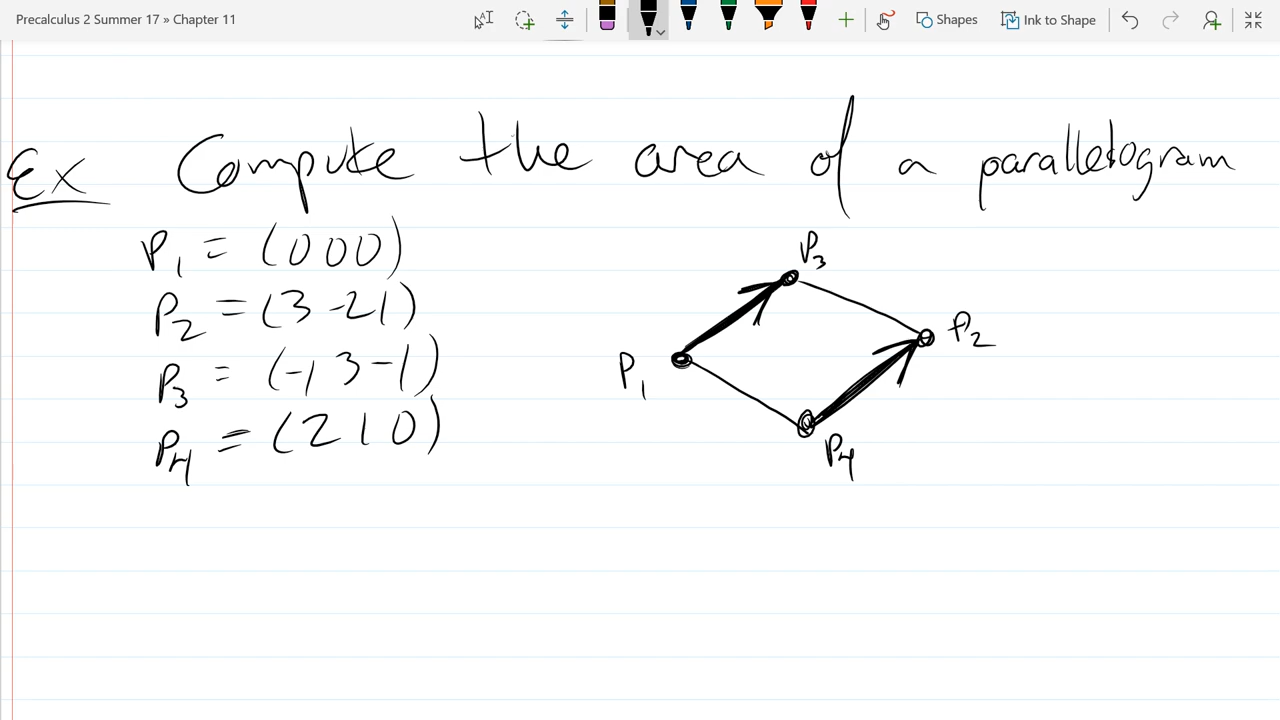 Precalculus 2 Summer 17 » Chapter 11
Shapes
Ink to Shape
Ex Compute the area of a parallelogram
P1 = (0 0 0)
P2 = (3 -2 1)
P3 = (-1 3 -1)
P4 = (2 1 0)
P3
P2
P1
P4